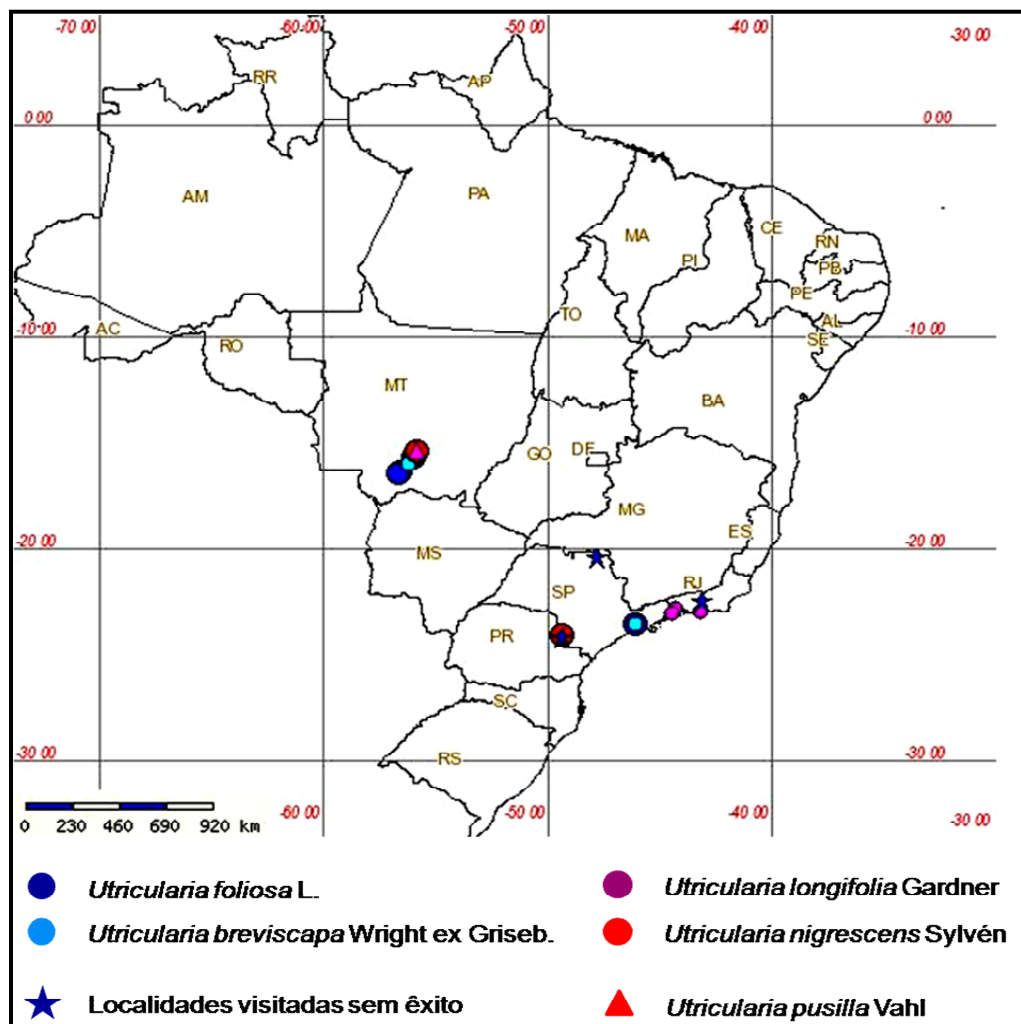 -70 00 -60 00 -50 00 -40 00 -30 00
RR
AP
0 00 0 00
AM
PA
MA
CE
RN
PI
PB
PE
TO
AL
-10 00 AC -10 00
SE
RO
MT
BA
GO
DF
MG
ES
-20 00 -20 00
MS
RJ
SP
PR
SC
RS
-30 00 -30 00
-60 00 -50 00 -40 00 -30 00
0 230 460 690 920 km
Utricularia foliosa L.
Utricularia longifolia Gardner
Utricularia breviscapa Wright ex Griseb.
Utricularia nigrescens Sylvén
Localidades visitadas sem êxito
Utricularia pusilla Vahl